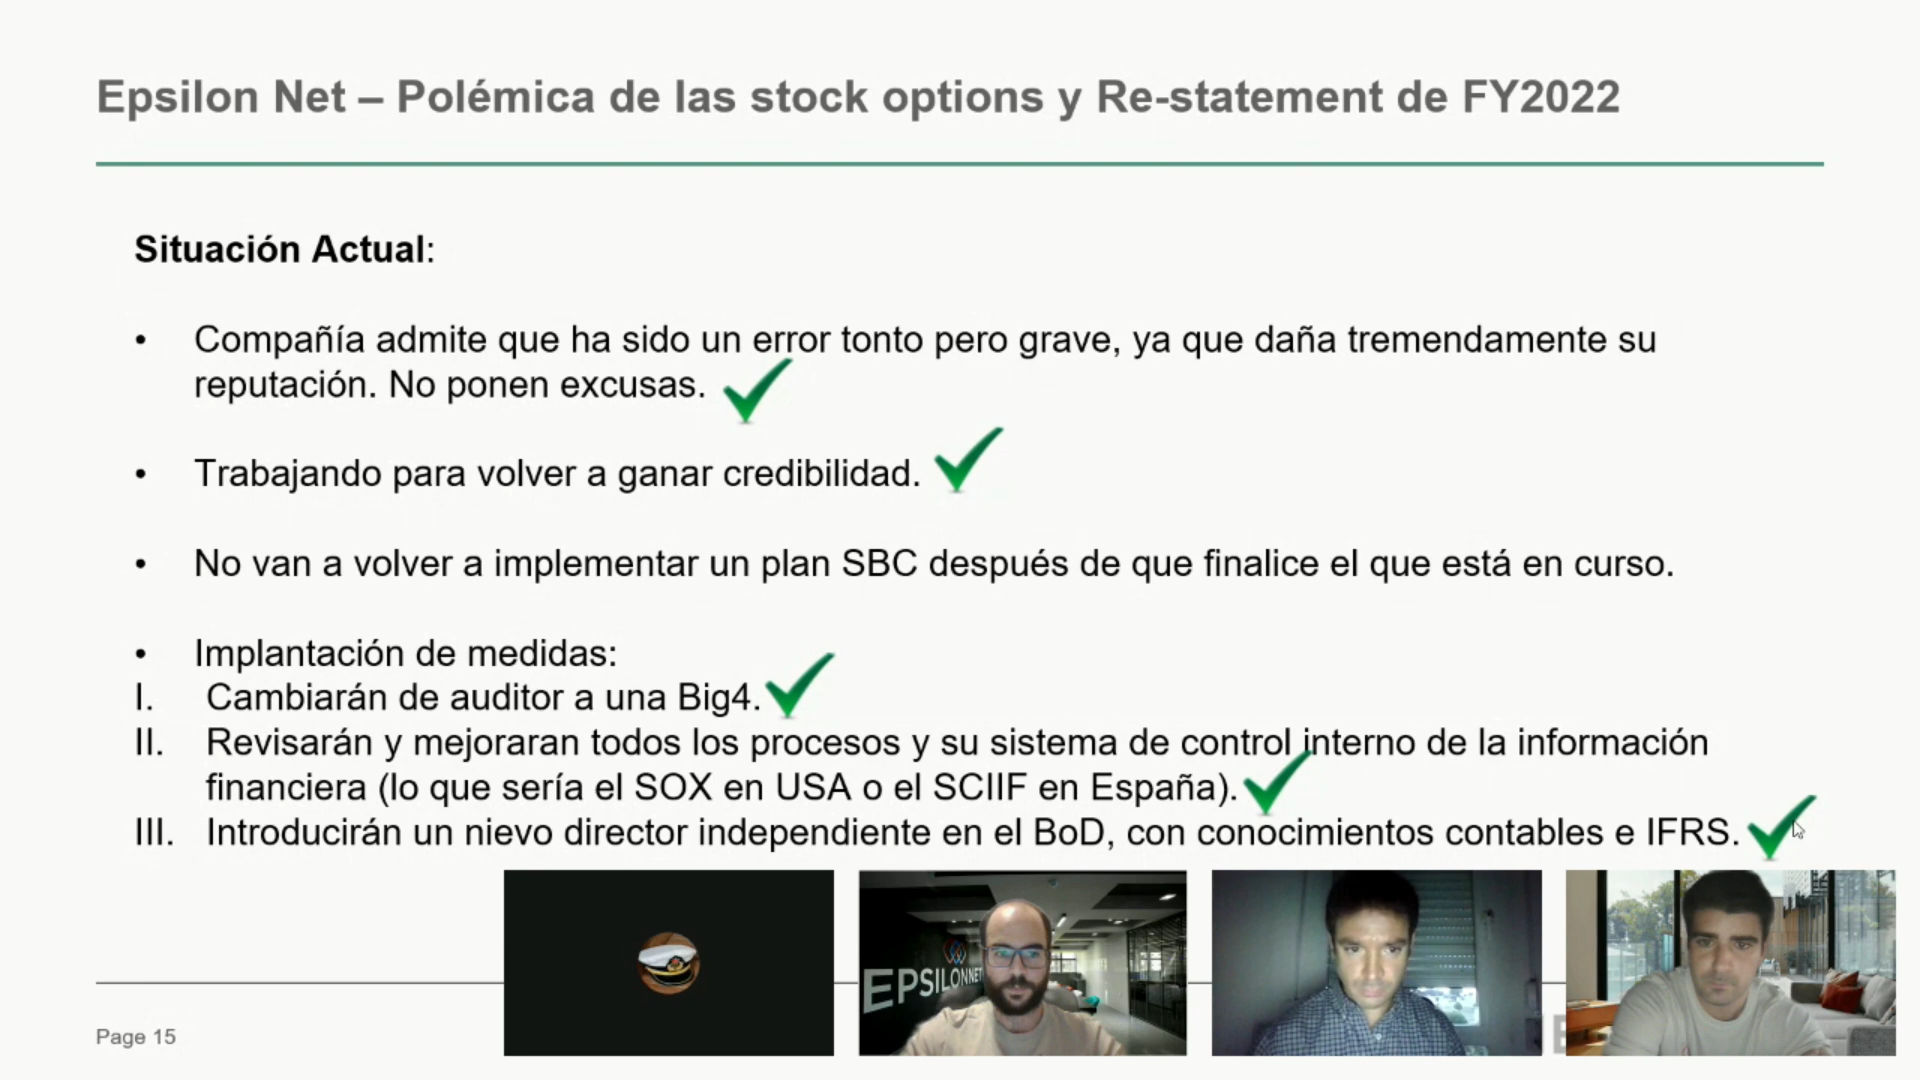 Epsilon Net – Polémica de las stock options y Re-statement de FY2022
Situación Actual:
• Compañía admite que ha sido un error tonto pero grave, ya que daña tremendamente su
reputación. No ponen excusas.
• Trabajando para volver a ganar credibilidad.
• No van a volver a implementar un plan SBC después de que finalice el que está en curso.
• Implantación de medidas:
I. Cambiarán de auditor a una Big4.
II. Revisarán y mejoraran todos los procesos y su sistema de control interno de la información
financiera (lo que sería el SOX en USA o el SCIIF en España).
III. Introducirán un nievo director independiente en el BoD, con conocimientos contables e IFRS.
EPSILONNET
Page 15